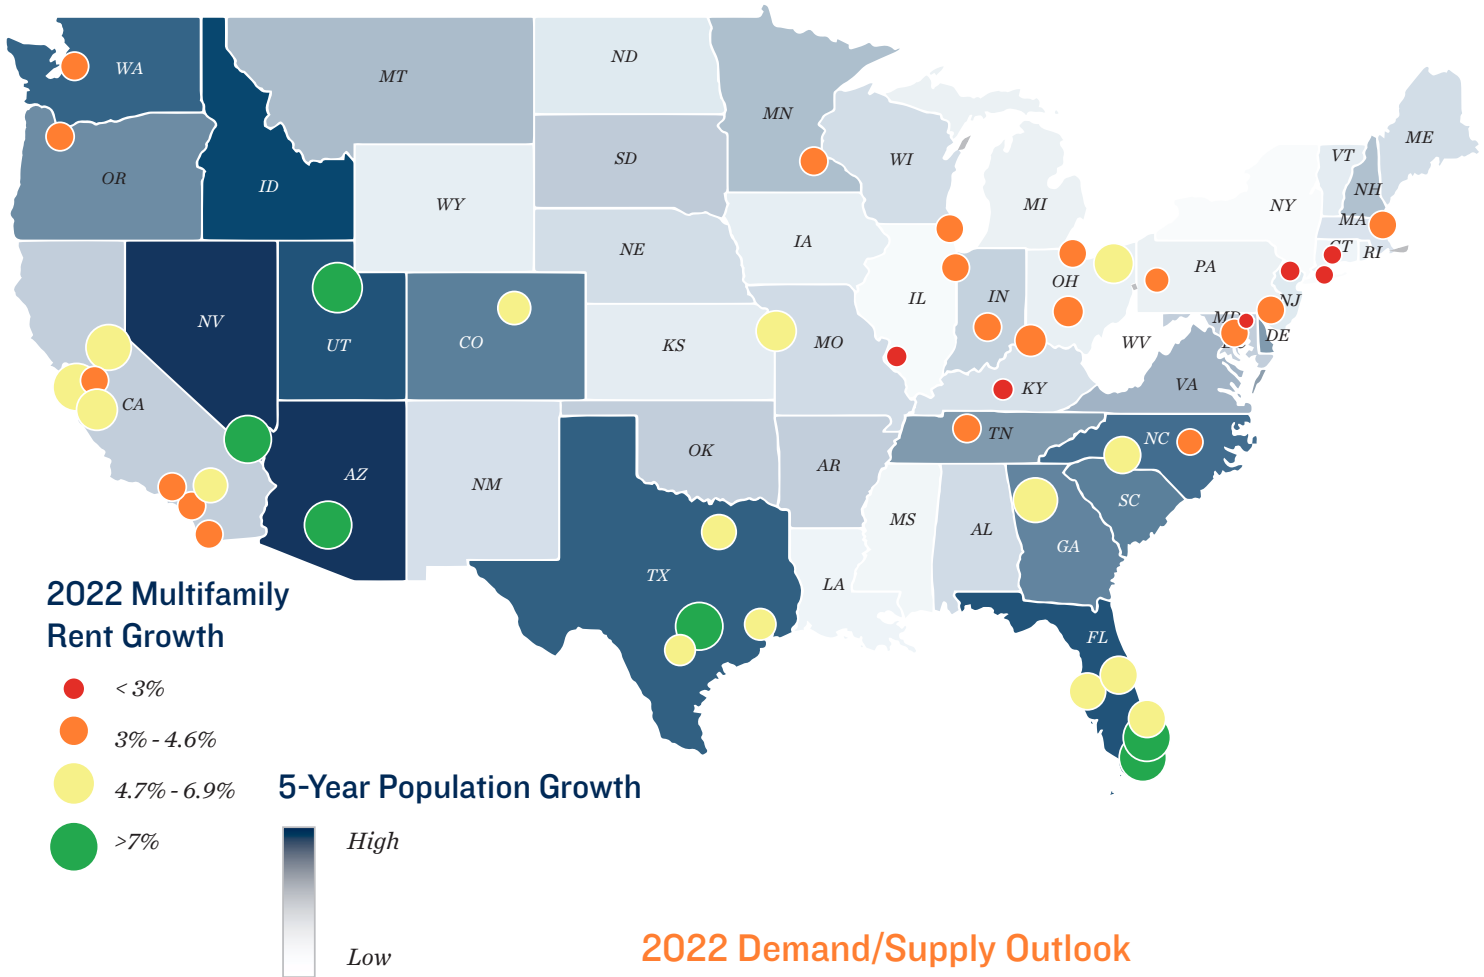 WA
MT
ND
MN
ME
VT
SD
WI
OR
ID
NH
WY
MI
NY
MA
NE
IA
CT
RI
PA
OH
IN
IL
NJ
NV
MD
UT
CO
KS
MO
WV
DE
DC
VA
KY
CA
TN
NC
OK
AR
AZ
NM
SC
MS
AL
GA
TX
LA
FL
2022 Multifamily
Rent Growth
< 3%
3% - 4.6%
4.7% - 6.9%
>7%
5-Year Population Growth
High
Low
2022 Demand/Supply Outlook